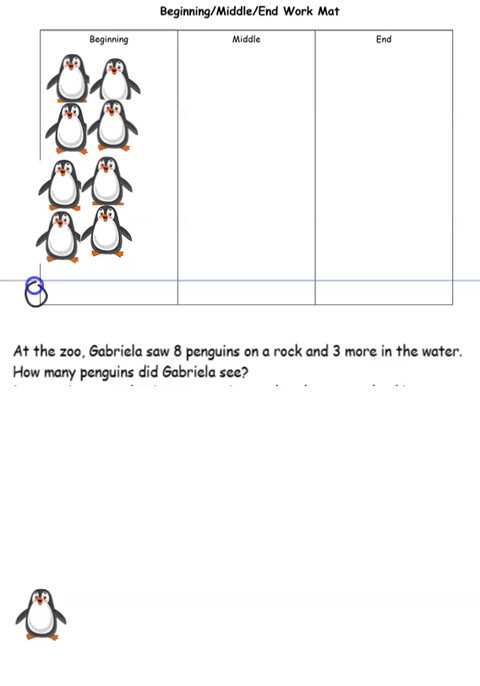 Beginning/Middle/End Work Mat
Beginning Middle End
8
At the zoo, Gabriela saw 8 penguins on a rock and 3 more in the water.
How many penguins did Gabriela see?